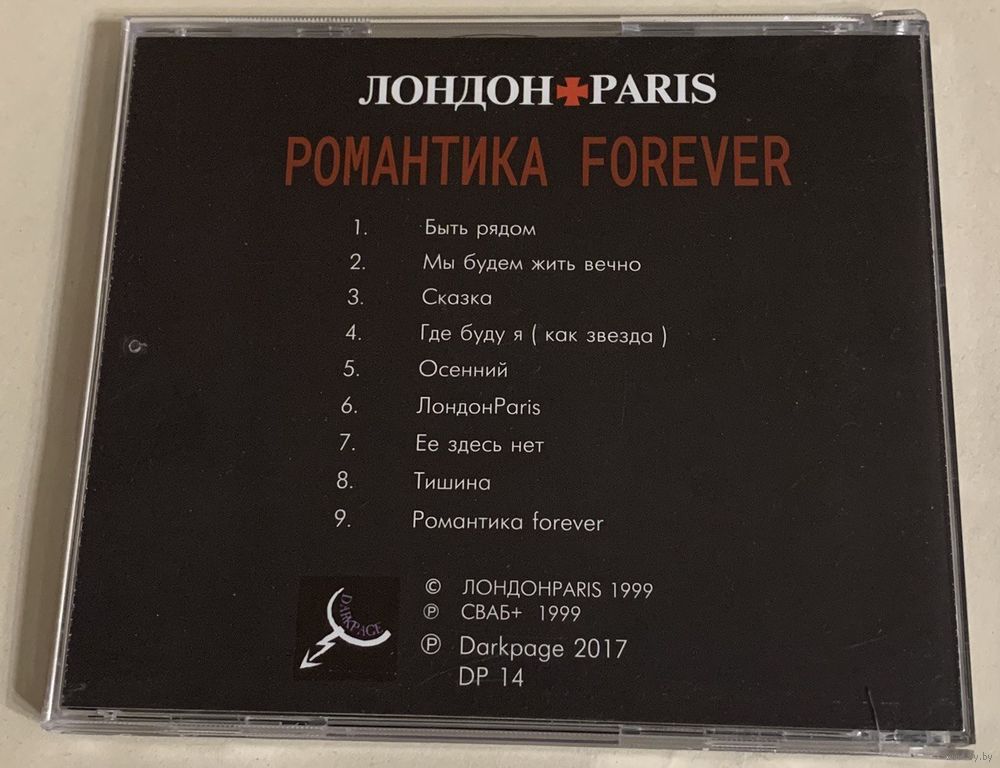 ЛОНДОН✠PARIS
РОМАНТИКА FOREVER
1. Быть рядом
2. Мы будем жить вечно
3. Сказка
4. Где буду я ( как звезда )
5. Осенний
6. ЛондонParis
7. Ее здесь нет
8. Тишина
9. Романтика forever
© ЛОНДОНPARIS 1999
℗ СВАБ+ 1999
℗ Darkpage 2017
DP 14
DARKPAGE